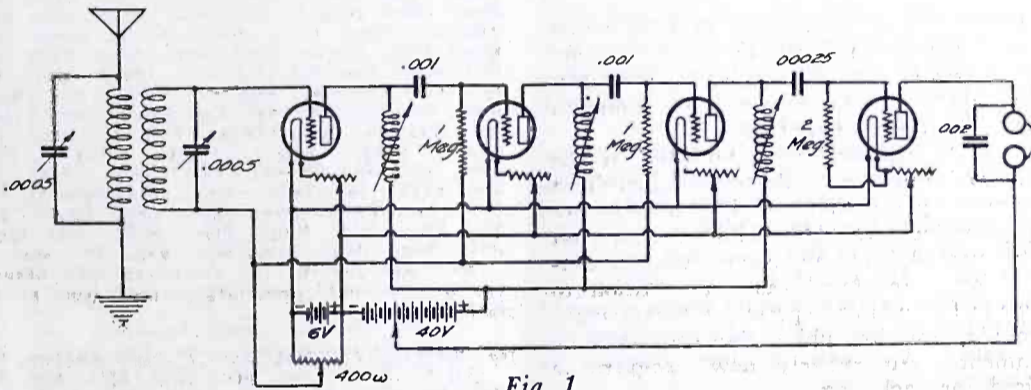 .001
.001
.00025
.0005
.0005
1 Meg
1 Meg
2 Meg
.002
6V
40V
400ω
Fig. 1